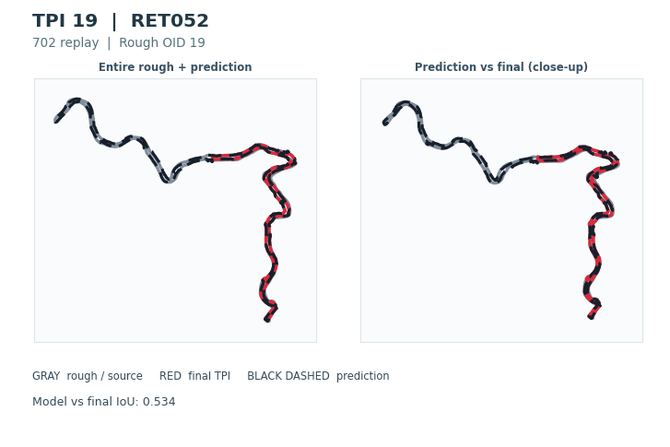 TPI 19 | RET052
702 replay | Rough OID 19
Entire rough + prediction
Prediction vs final (close-up)
GRAY rough / source RED final TPI BLACK DASHED prediction
Model vs final IoU: 0.534